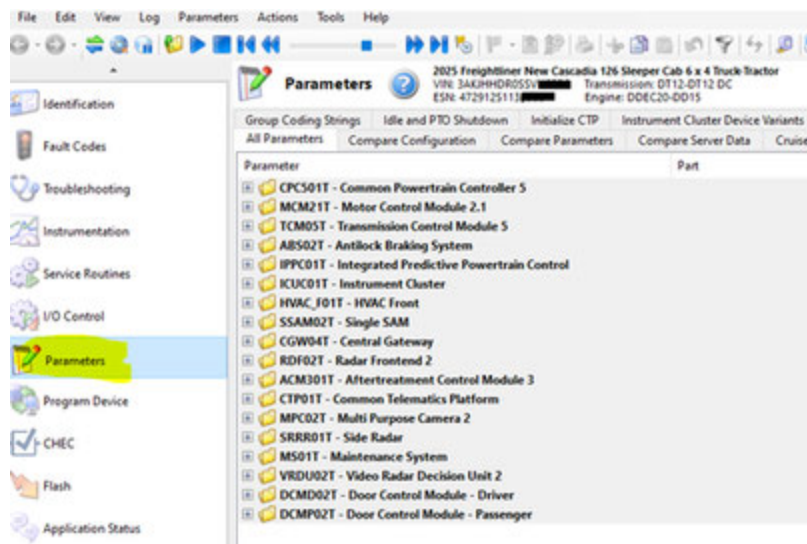 File Edit View Log Parameters Actions Tools Help
Parameters
2025 Freightliner New Cascadia 126 Sleeper Cab 6 x 4 Truck-Tractor
VIN: 3AKJHHDR0SSV Transmission: DT12-DT12 DC
ESN: 4729125113 Engine: DDEC20-DD15
Group Coding Strings Idle and PTO Shutdown Initialize CTP Instrument Cluster Device Variants
All Parameters Compare Configuration Compare Parameters Compare Server Data Cruise
Parameter Part
CPC501T - Common Powertrain Controller 5
MCM21T - Motor Control Module 2.1
TCM05T - Transmission Control Module 5
ABS02T - Antilock Braking System
IPPC01T - Integrated Predictive Powertrain Control
ICUC01T - Instrument Cluster
HVAC_F01T - HVAC Front
SSAM02T - Single SAM
CGW04T - Central Gateway
RDF02T - Radar Frontend 2
ACM301T - Aftertreatment Control Module 3
CTP01T - Common Telematics Platform
MPC02T - Multi Purpose Camera 2
SRRR01T - Side Radar
MS01T - Maintenance System
VRDU02T - Video Radar Decision Unit 2
DCMD02T - Door Control Module - Driver
DCMP02T - Door Control Module - Passenger
Identification
Fault Codes
Troubleshooting
Instrumentation
Service Routines
I/O Control
Parameters
Program Device
CHEC
Flash
Application Status